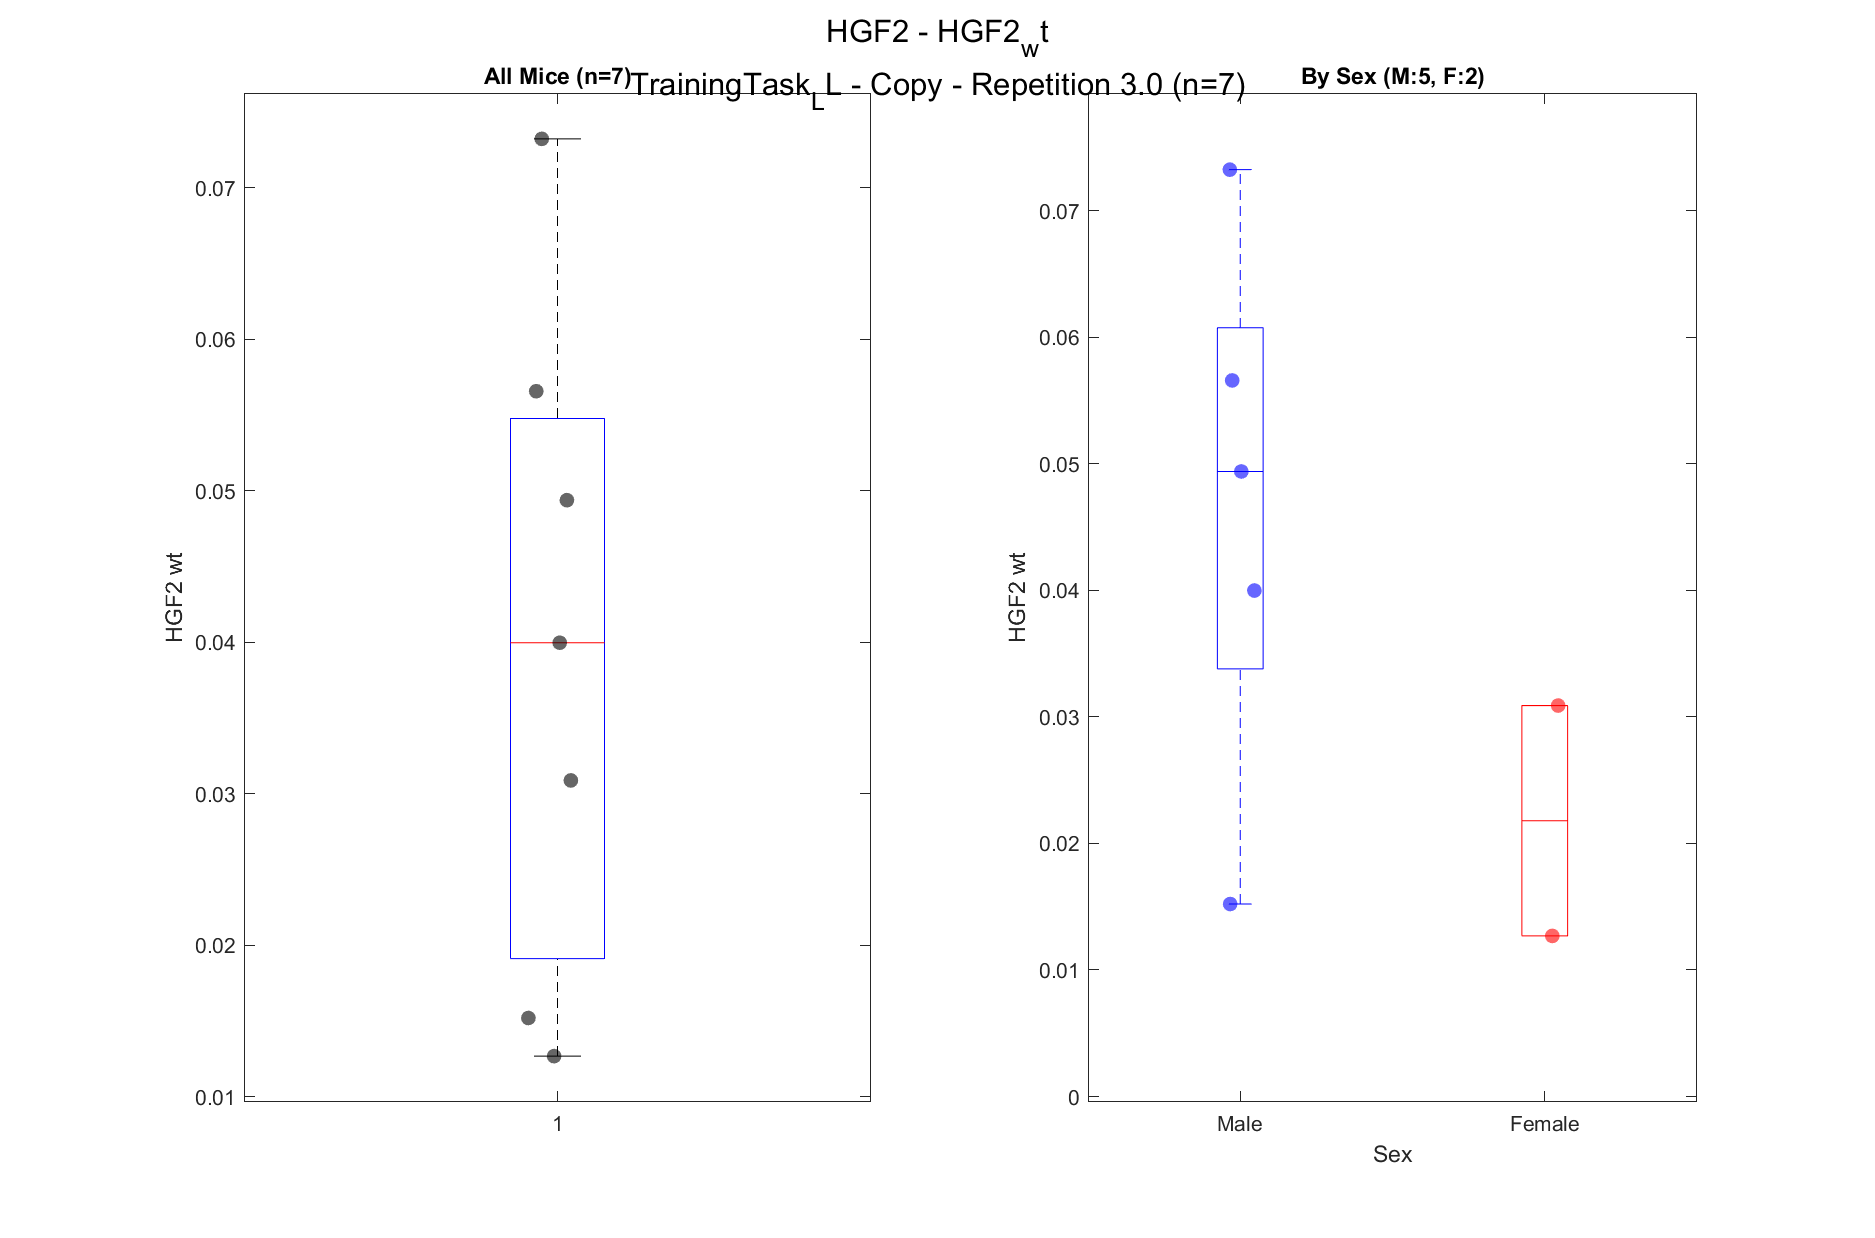 HGF2 - HGF2_wt
TrainingTask_LL - Copy - Repetition 3.0 (n=7)
All Mice (n=7)
0.07
0.06
0.05
0.04
0.03
0.02
0.01
HGF2 wt
1
By Sex (M:5, F:2)
0.07
0.06
0.05
0.04
0.03
0.02
0.01
0
HGF2 wt
Male Female
Sex